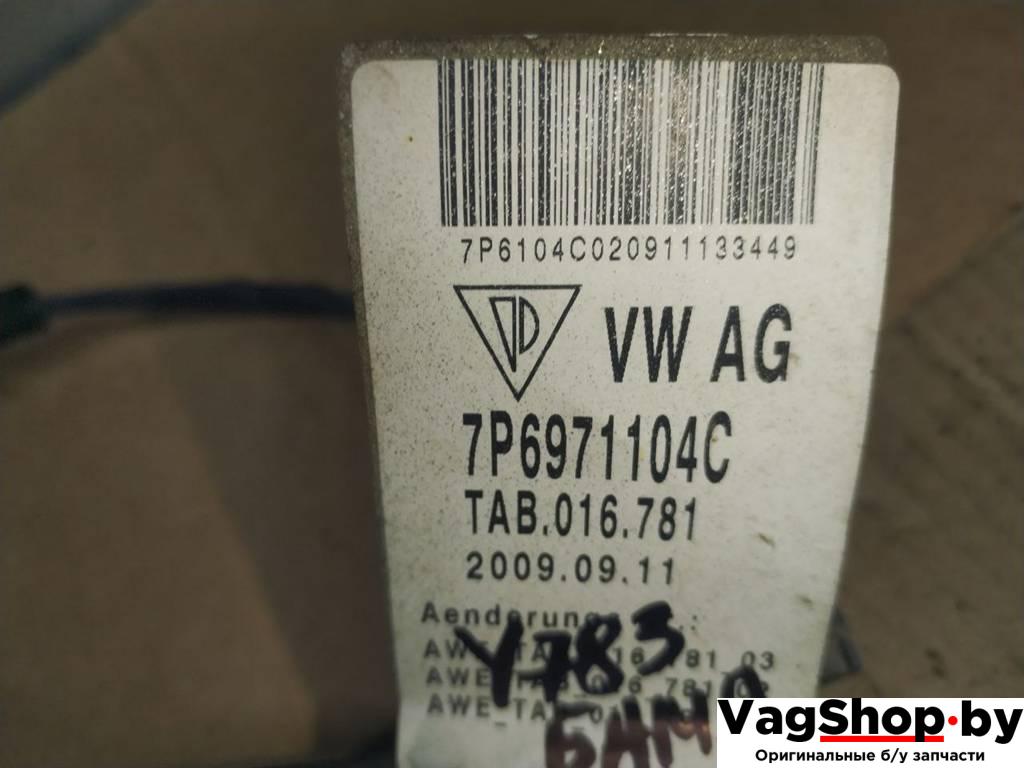 7P6104C020911133449
VW AG
7P6971104C
TAB.016.781
2009.09.11
Y783
VagShop.by
Оригинальные б/у запчасти